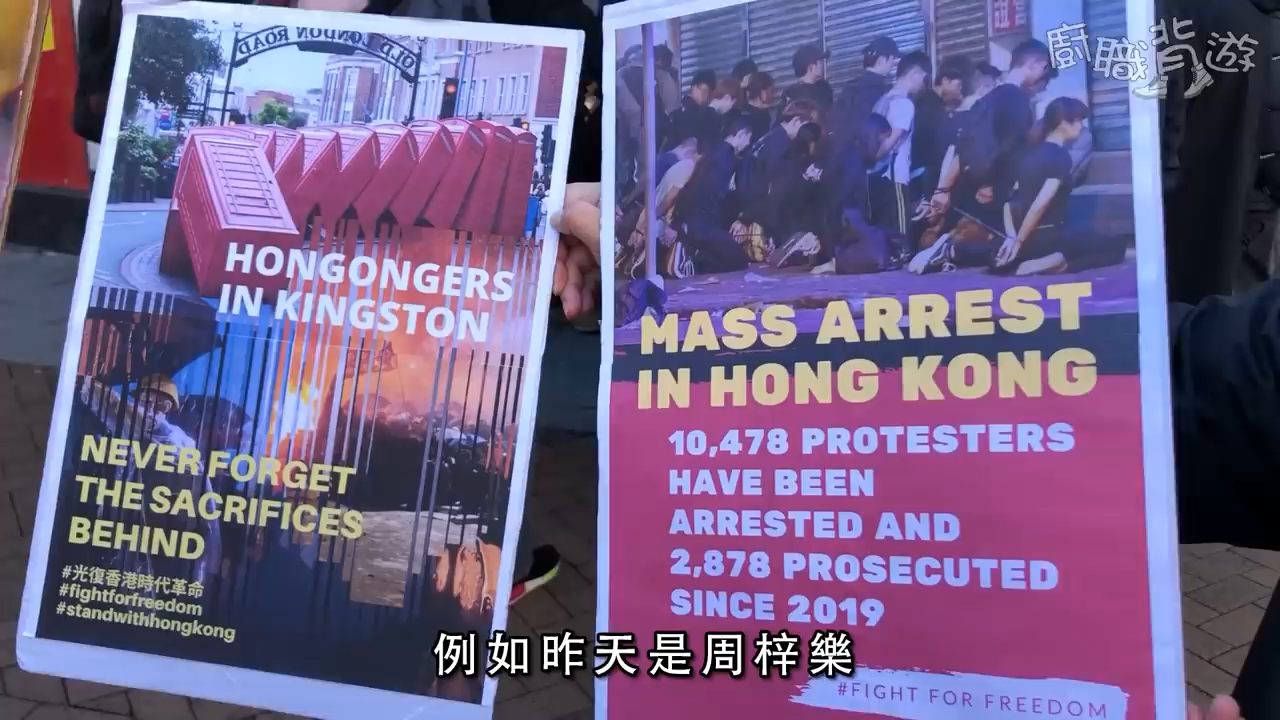 OLD LONDON ROAD
HONGONGERS
IN KINGSTON
NEVER FORGET
THE SACRIFICES
BEHIND
#光復香港時代革命
#fightforfreedom
#standwithhongkong
廚職背遊
MASS ARREST
IN HONG KONG
10,478 PROTESTERS
HAVE BEEN
ARRESTED AND
2,878 PROSECUTED
SINCE 2019
#FIGHT FOR FREEDOM
例如昨天是周梓樂